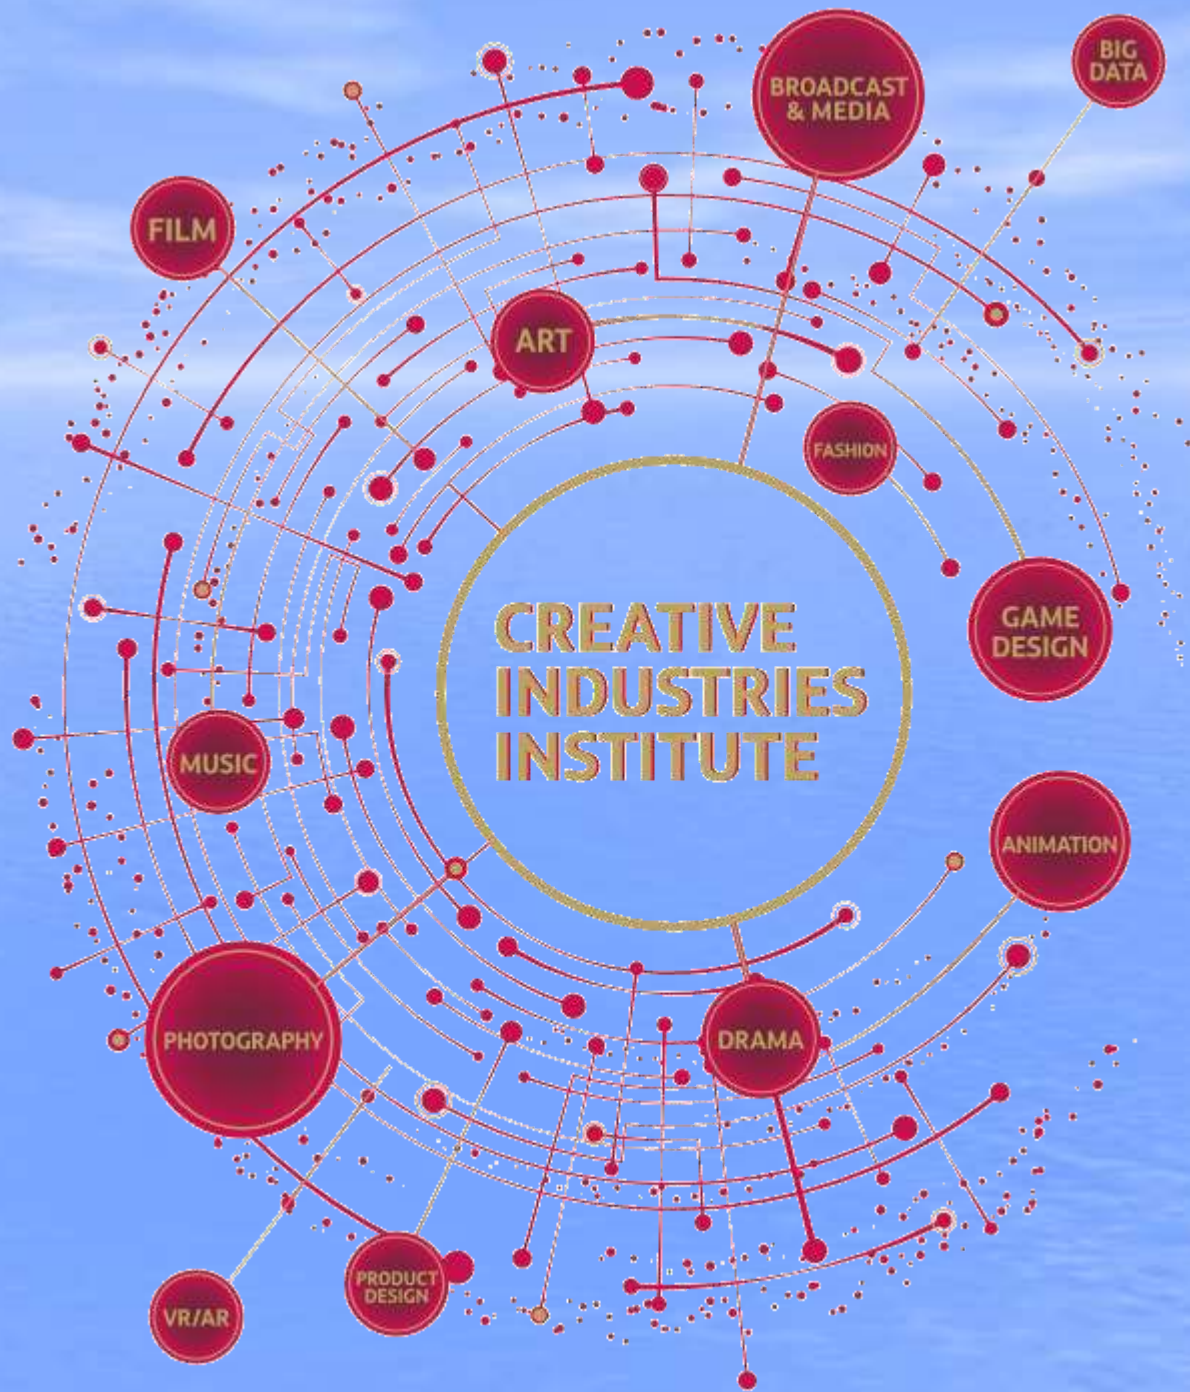 BROADCAST
& MEDIA
BIG
DATA
FILM
ART
FASHION
GAME
DESIGN
CREATIVE
INDUSTRIES
INSTITUTE
MUSIC
ANIMATION
PHOTOGRAPHY
DRAMA
PRODUCT
DESIGN
VR/AR